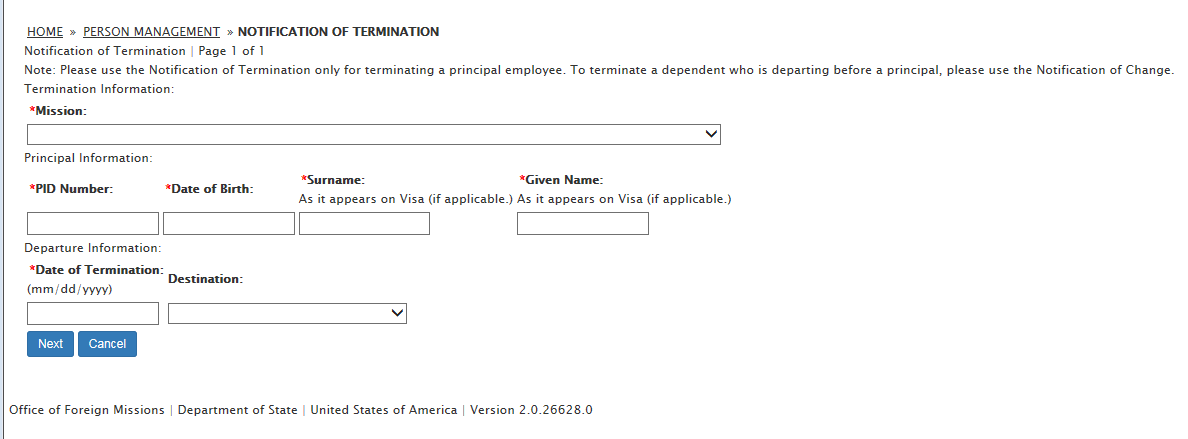 HOME » PERSON MANAGEMENT » NOTIFICATION OF TERMINATION
Notification of Termination | Page 1 of 1
Note: Please use the Notification of Termination only for terminating a principal employee. To terminate a dependent who is departing before a principal, please use the Notification of Change.
Termination Information:
*Mission:
Principal Information:
*PID Number: *Date of Birth: *Surname: *Given Name:
As it appears on Visa (if applicable.) As it appears on Visa (if applicable.)
Departure Information:
*Date of Termination: Destination:
(mm/dd/yyyy)
Next Cancel
Office of Foreign Missions | Department of State | United States of America | Version 2.0.26628.0